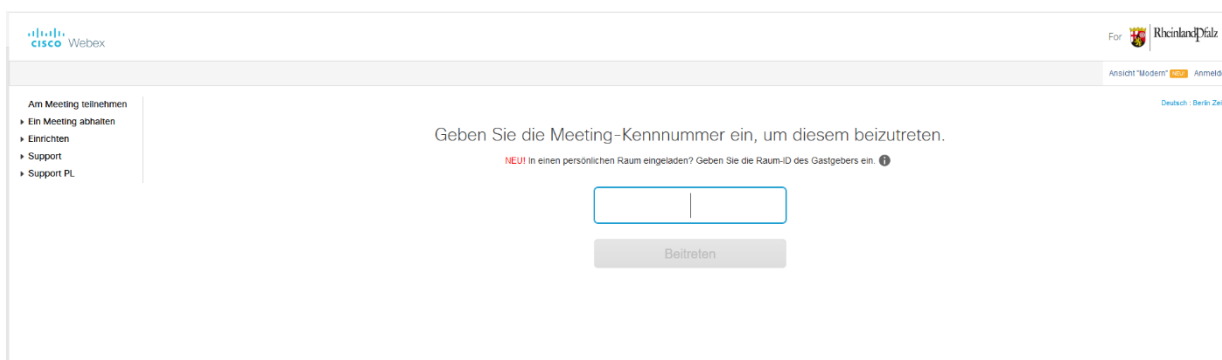 CISCO Webex
For RheinlandPfalz
Ansicht "Modern" NEU!
Am Meeting teilnehmen
Deutsch : Berlin
Ein Meeting abhalten
Einrichten
Support
Support PL
Geben Sie die Meeting-Kennnummer ein, um diesem beizutreten.
NEU! In einen persönlichen Raum eingeladen? Geben Sie die Raum-ID des Gastgebers ein.
Beitreten